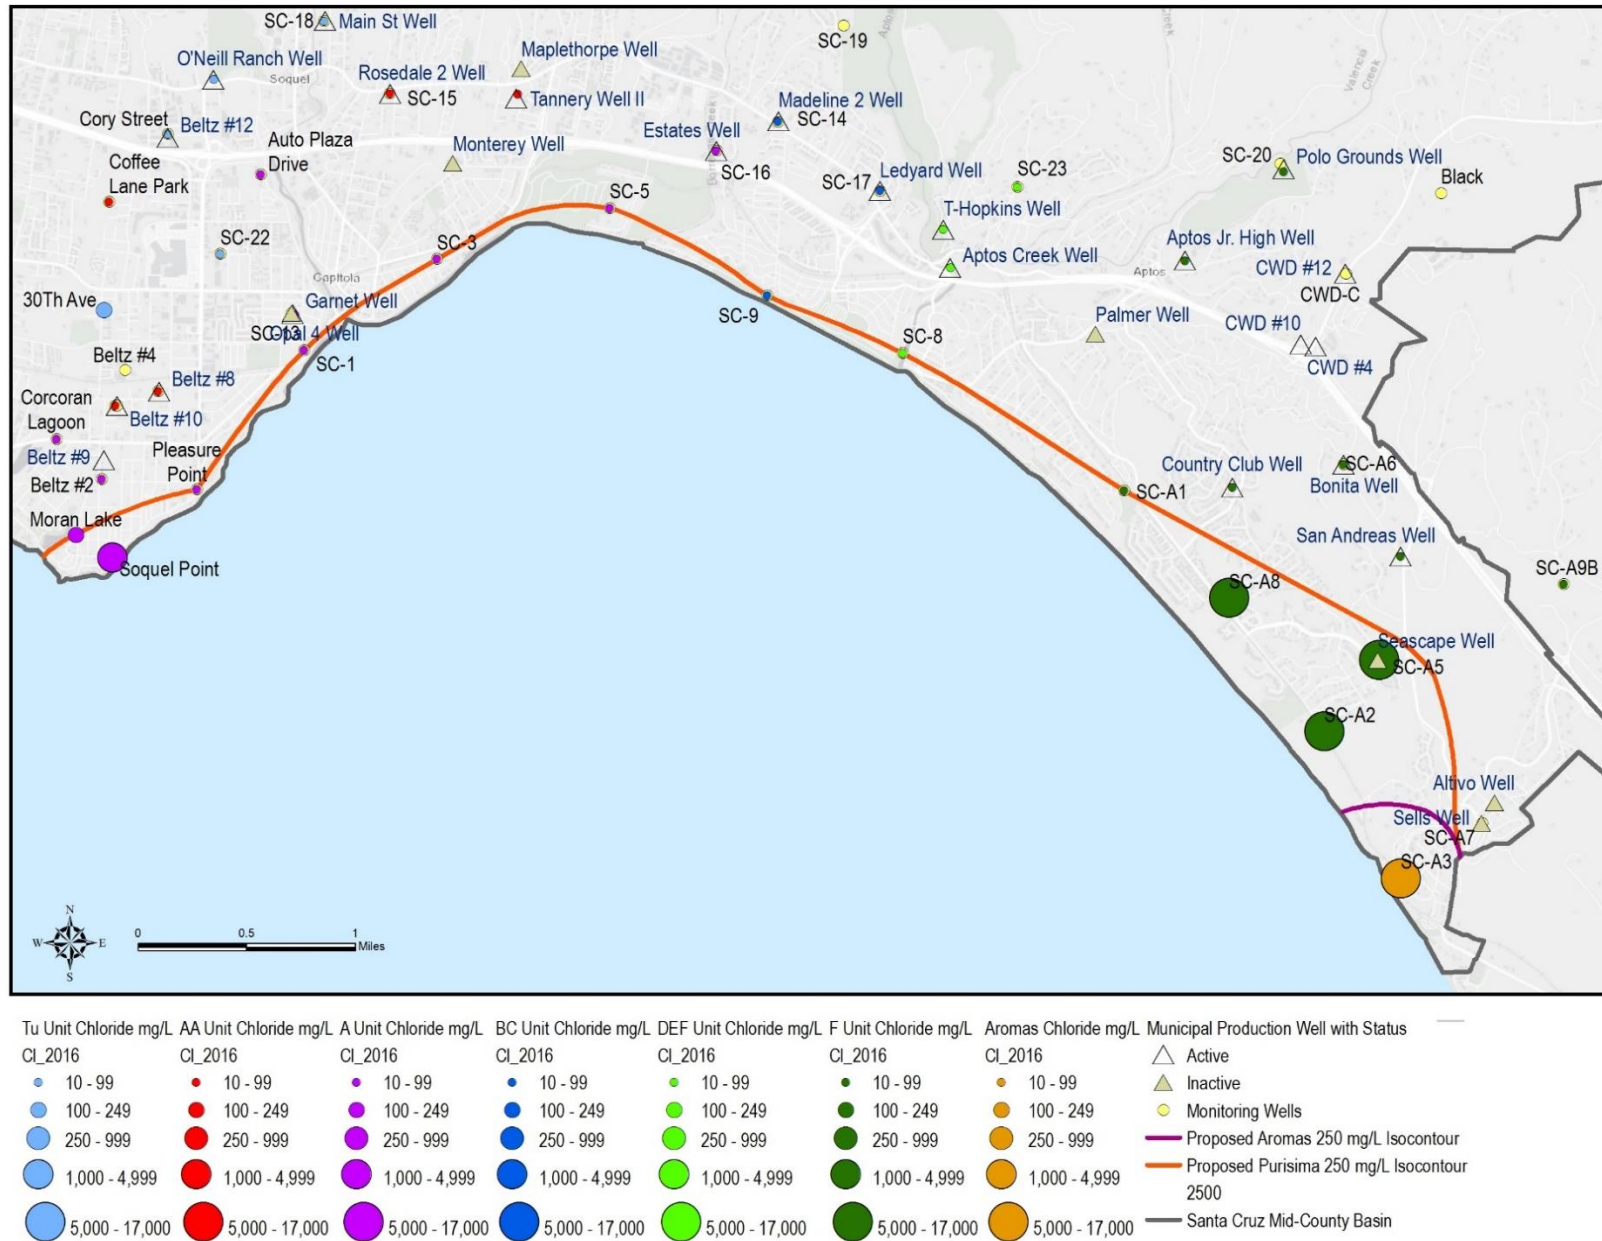 SC-18
Main St Well
SC-19
Aptos
Creek
O'Neill Ranch Well
Soquel
Rosedale 2 Well
SC-15
Maplethorpe Well
Tannery Well II
Valencia
Creek
Cory Street
Beltz #12
Coffee
Lane Park
Auto Plaza
Drive
Monterey Well
Estates Well
SC-16
Madeline 2 Well
SC-14
SC-17
Ledyard Well
SC-23
SC-20
Polo Grounds Well
Black
SC-5
T-Hopkins Well
SC-22
SC-3
Capitola
Aptos Creek Well
Aptos Jr. High Well
Aptos
CWD #12
CWD-C
30Th Ave
Garnet Well
SC-13
Opal 4 Well
SC-1
SC-9
SC-8
Palmer Well
CWD #10
CWD #4
Beltz #4
Beltz #8
Beltz #10
Corcoran
Lagoon
Beltz #9
Beltz #2
Pleasure
Point
Country Club Well
SC-A6
Bonita Well
SC-A1
Moran Lake
Soquel Point
San Andreas Well
SC-A8
SC-A9B
Seascape Well
SC-A5
SC-A2
Altivo Well
Sells Well
SC-A7
SC-A3
N
W
E
S
0
0.5
1
Miles
Tu Unit Chloride mg/L
Cl_2016
10 - 99
100 - 249
250 - 999
1,000 - 4,999
5,000 - 17,000
AA Unit Chloride mg/L
Cl_2016
10 - 99
100 - 249
250 - 999
1,000 - 4,999
5,000 - 17,000
A Unit Chloride mg/L
Cl_2016
10 - 99
100 - 249
250 - 999
1,000 - 4,999
5,000 - 17,000
BC Unit Chloride mg/L
Cl_2016
10 - 99
100 - 249
250 - 999
1,000 - 4,999
5,000 - 17,000
DEF Unit Chloride mg/L
Cl_2016
10 - 99
100 - 249
250 - 999
1,000 - 4,999
5,000 - 17,000
F Unit Chloride mg/L
Cl_2016
10 - 99
100 - 249
250 - 999
1,000 - 4,999
5,000 - 17,000
Aromas Chloride mg/L
Cl_2016
10 - 99
100 - 249
250 - 999
1,000 - 4,999
5,000 - 17,000
Municipal Production Well with Status
Active
Inactive
Monitoring Wells
Proposed Aromas 250 mg/L Isocontour
Proposed Purisima 250 mg/L Isocontour
2500
Santa Cruz Mid-County Basin